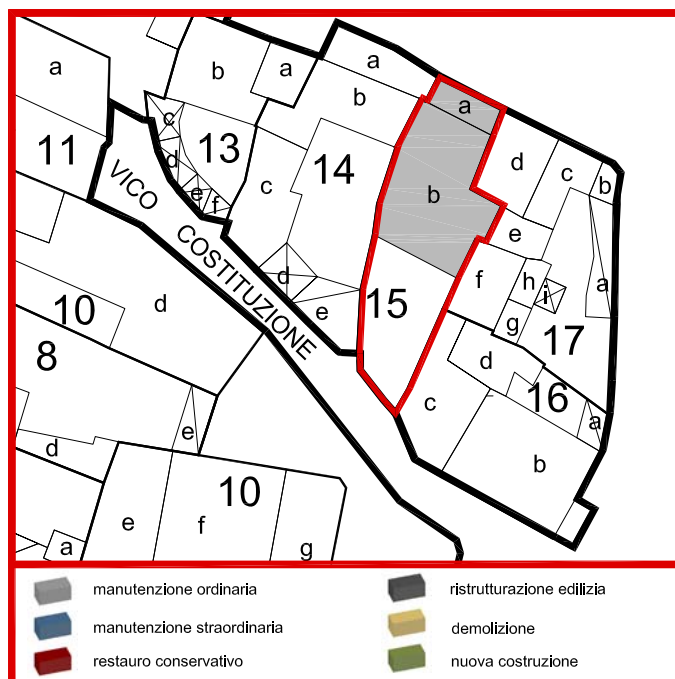 a
b
a
a
a
b
c
13
d
e
f
11
14
c
d
e
a
b
15
d
c
b
e
a
f
h
i
g
17
VICO COSTITUZIONE
d
10
8
e
d
c
d
16
a
b
10
e
f
g
a
manutenzione ordinaria
manutenzione straordinaria
restauro conservativo
ristrutturazione edilizia
demolizione
nuova costruzione